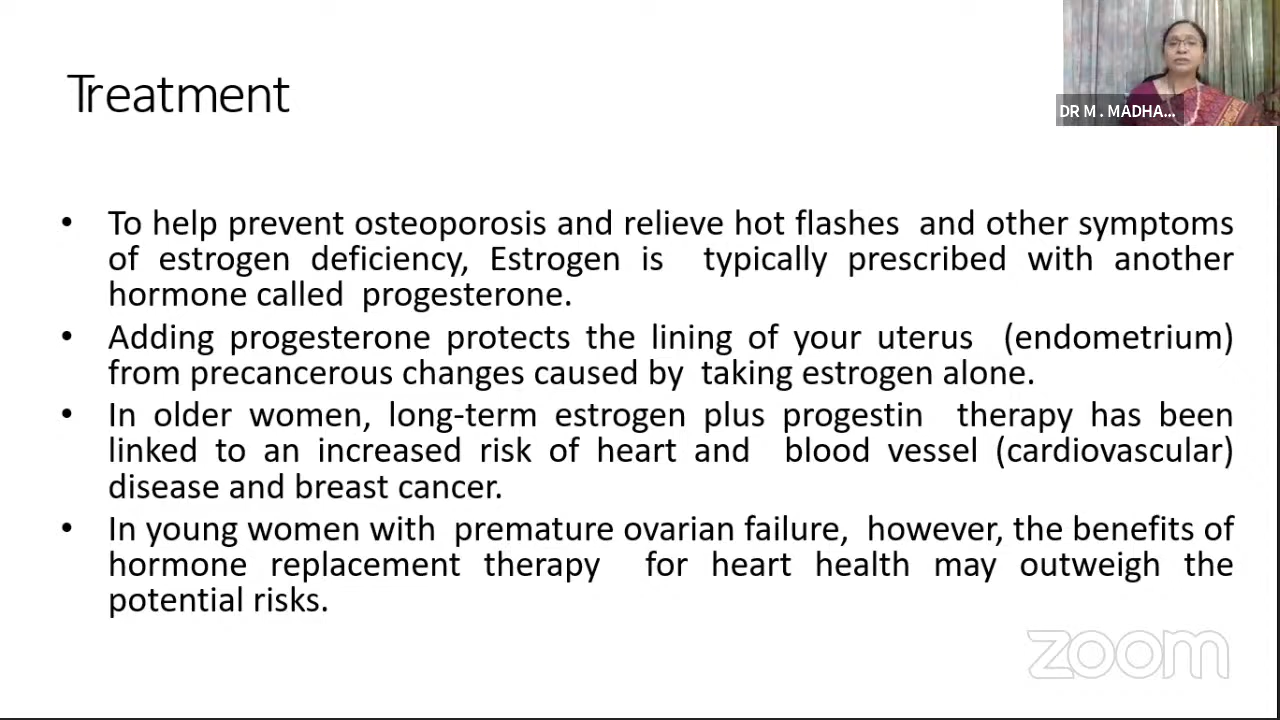 Treatment
DR M . MADHA...
• To help prevent osteoporosis and relieve hot flashes and other symptoms
of estrogen deficiency, Estrogen is typically prescribed with another
hormone called progesterone.
• Adding progesterone protects the lining of your uterus (endometrium)
from precancerous changes caused by taking estrogen alone.
• In older women, long-term estrogen plus progestin therapy has been
linked to an increased risk of heart and blood vessel (cardiovascular)
disease and breast cancer.
• In young women with premature ovarian failure, however, the benefits of
hormone replacement therapy for heart health may outweigh the
potential risks.
zoom